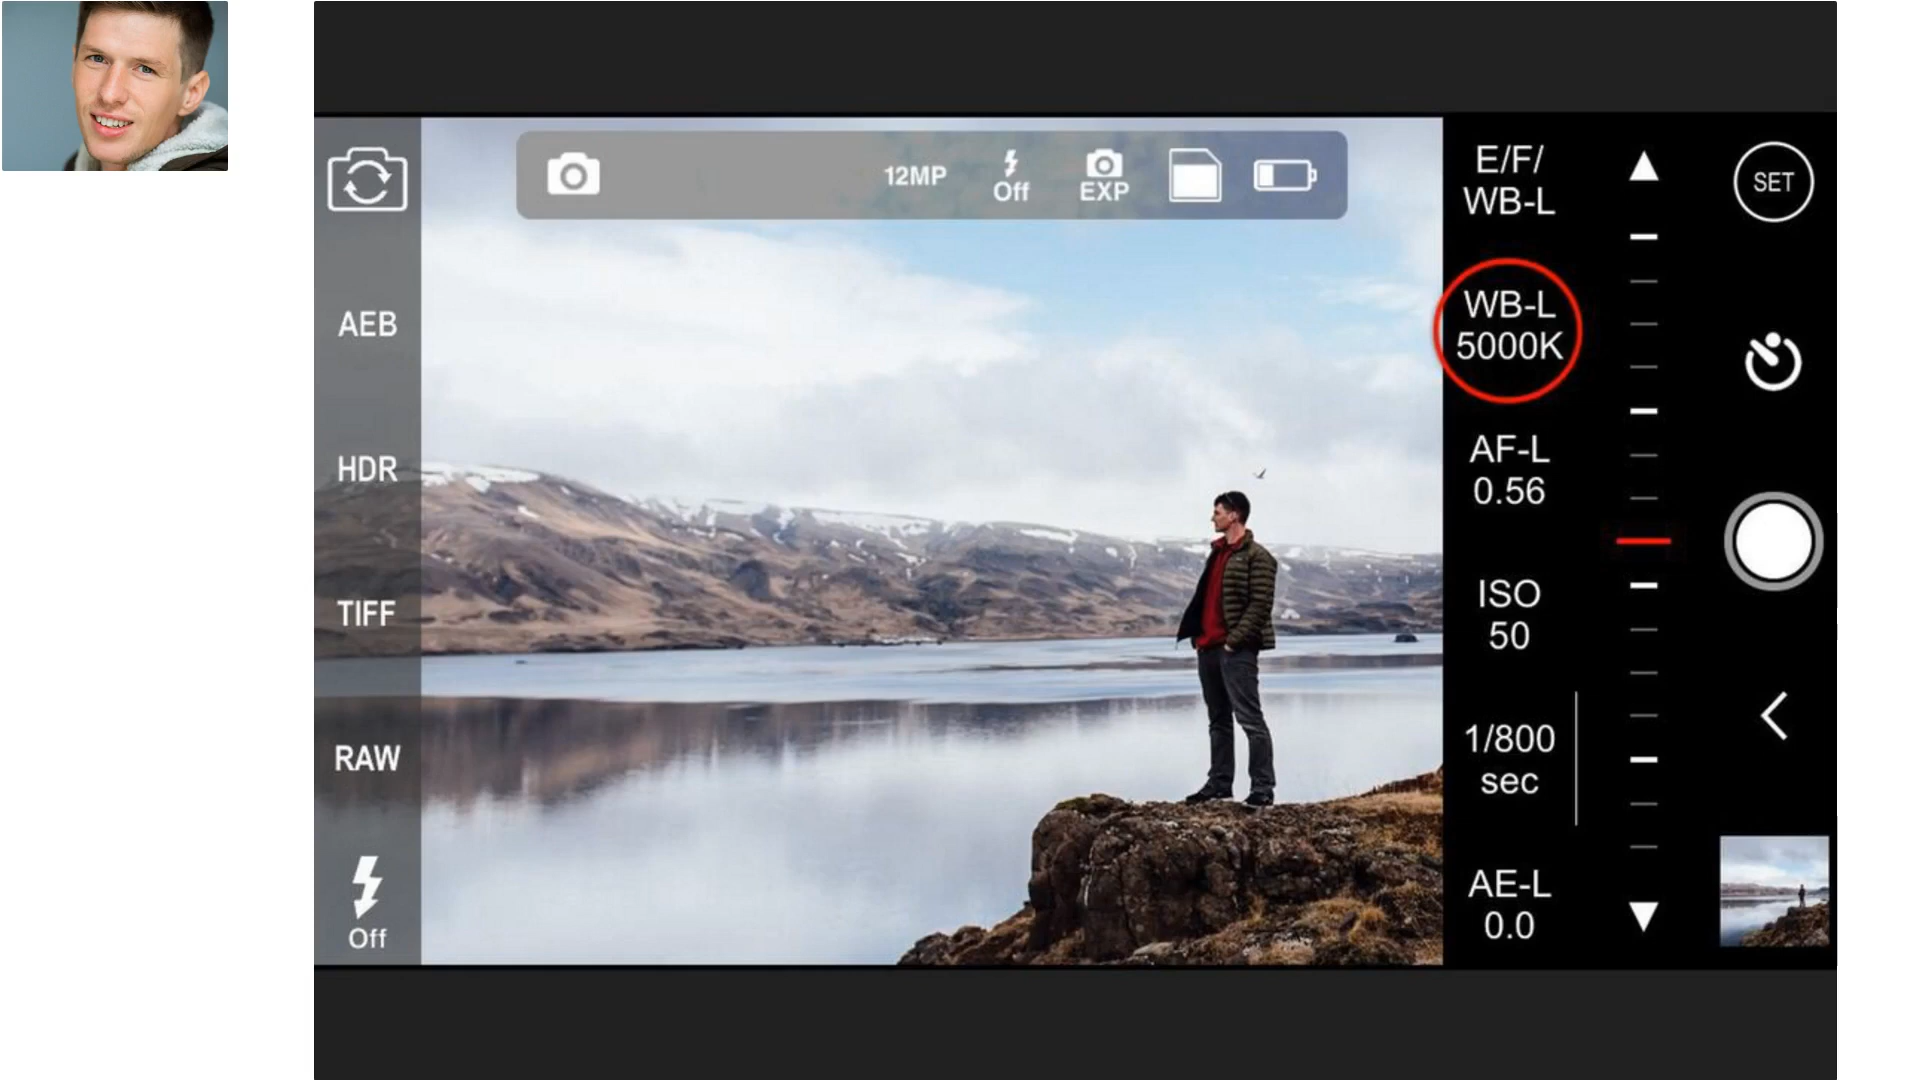 12MP
Off
EXP
AEB
HDR
TIFF
RAW
Off
E/F/
WB-L
WB-L
5000K
AF-L
0.56
ISO
50
1/800
sec
AE-L
0.0
SET